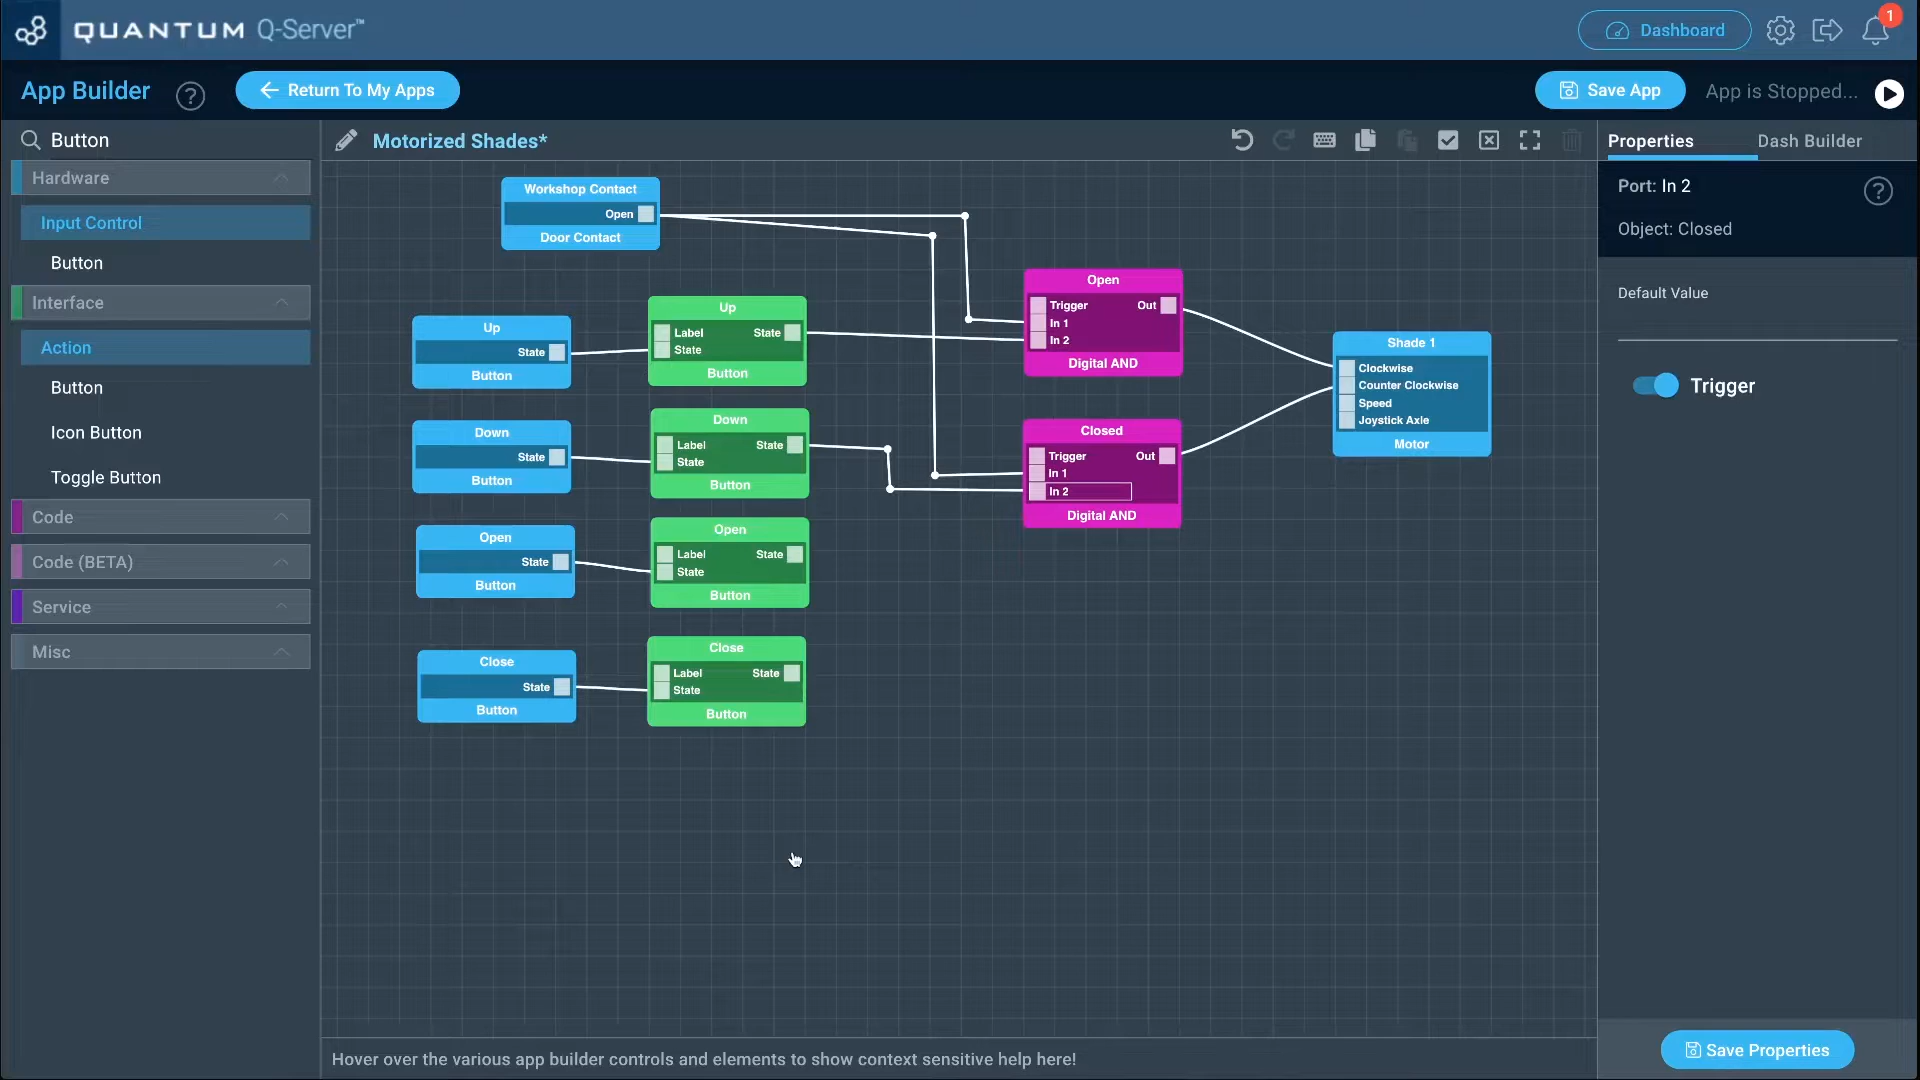 QUANTUM Q-Server™
Dashboard
1
App Builder
?
Return To My Apps
Save App
App is Stopped...
Button
Hardware
Input Control
Button
Interface
Action
Button
Icon Button
Toggle Button
Code
Code (BETA)
Service
Misc
Motorized Shades*
Workshop Contact
Open
Door Contact
Up
State
Button
Up
Label State
State
Button
Down
State
Button
Down
Label State
State
Button
Open
State
Button
Open
Label State
State
Button
Close
State
Button
Close
Label State
State
Button
Open
Trigger Out
In 1
In 2
Digital AND
Closed
Trigger Out
In 1
In 2
Digital AND
Shade 1
Clockwise
Counter Clockwise
Speed
Joystick Axle
Motor
Hover over the various app builder controls and elements to show context sensitive help here!
Properties
Dash Builder
Port: In 2
?
Object: Closed
Default Value
Trigger
Save Properties